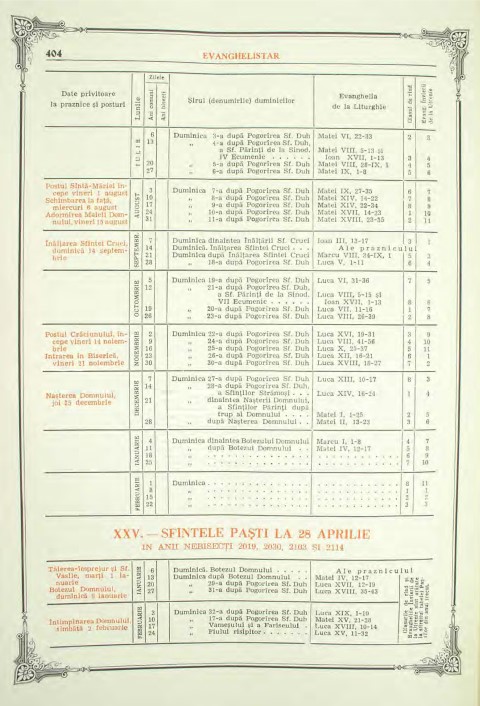 404
EVANGHELISTAR
Date privitoare la praznice și posturi
Lunile
Zilele
Ani comuni
Ani bisecți
Șirul (denumirile) duminicilor
Evanghelia de la Liturghie
Glasul de rînd
IULIE
6 Duminica 3-a după Pogorîrea Sf. Duh Matei VI, 22-33 2 3
13 „ 4-a după Pogorîrea Sf. Duh,
a Sf. Părinți de la Sinod. Matei VIII, 5-13 și
IV Ecumenic . . . . . . Ioan XVII, 1-13 3 4
20 „ 5-a după Pogorîrea Sf. Duh Matei VIII, 28-IX, 1 4 5
27 „ 6-a după Pogorîrea Sf. Duh Matei IX, 1-8 5 6
Postul Sîntă-Măriei începe vineri 1 august
Schimbarea la față, miercuri 6 august
Adormirea Maicii Domnului, vineri 15 august
AUGUST
3 Duminica 7-a după Pogorîrea Sf. Duh Matei IX, 27-35 6 7
10 „ 8-a după Pogorîrea Sf. Duh Matei XIV, 14-22 7 8
17 „ 9-a după Pogorîrea Sf. Duh Matei XIV, 22-34 8 9
24 „ 10-a după Pogorîrea Sf. Duh Matei XVII, 14-23 1 10
31 „ 11-a după Pogorîrea Sf. Duh Matei XVIII, 23-35 2 11
Înălțarea Sfintei Cruci, duminică 14 septembrie
SEPTEMBR.
7 Duminica dinaintea Înălțării Sf. Cruci Ioan III, 13-17 3 1
14 Duminică. Înălțarea Sfintei Cruci . . . Ale praznicului
21 Duminica după Înălțarea Sfintei Cruci Marcu VIII, 34-IX, 1 5 3
28 „ 18-a după Pogorîrea Sf. Duh Luca V, 1-11 6 4
OCTOMBRIE
5 Duminica 19-a după Pogorîrea Sf. Duh Luca VI, 31-36 7 5
12 „ 21-a după Pogorîrea Sf. Duh,
a Sf. Părinți de la Sinod. Luca VIII, 5-15 și
VII Ecumenic . . . . . . Ioan XVII, 1-13 8 6
19 „ 20-a după Pogorîrea Sf. Duh Luca VII, 11-16 1 7
26 „ 23-a după Pogorîrea Sf. Duh Luca VIII, 26-39 2 8
Postul Crăciunului, începe vineri 14 noiembrie
Intrarea în Biserică, vineri 21 noiembrie
NOIEMBRIE
2 Duminica 22-a după Pogorîrea Sf. Duh Luca XVI, 19-31 3 9
9 „ 24-a după Pogorîrea Sf. Duh Luca VIII, 41-56 4 10
16 „ 25-a după Pogorîrea Sf. Duh Luca X, 25-37 5 11
23 „ 26-a după Pogorîrea Sf. Duh Luca XII, 16-21 6 1
30 „ 30-a după Pogorîrea Sf. Duh Luca XVIII, 18-27 7 2
Nașterea Domnului, joi 25 decembrie
DECEMBRIE
7 Duminica 27-a după Pogorîrea Sf. Duh Luca XIII, 10-17 8 3
14 „ 28-a după Pogorîrea Sf. Duh,
a Sfinților Strămoși . . . Luca XIV, 16-24 1 4
21 „ dinaintea Nașterii Domnului,
a Sfinților Părinți după
trup ai Domnului . . . . Matei I, 1-25 2 5
28 „ după Nașterea Domnului . . Matei II, 13-23 3 6
IANUARIE
4 Duminica dinaintea Botezului Domnului Marcu I, 1-8 4 7
11 „ după Botezul Domnului . . Matei IV, 12-17 5 8
18 „ 6 9
25 „ 7 10
FEBRUARIE
1 Duminica 8 11
8 „ 1 1
15 „ 2 2
22 „ 3 3
XXV. — SFINTELE PAȘTI LA 28 APRILIE
IN ANII NEBISECȚI 2019, 2030, 2103 ȘI 2114
Tăierea-împrejur și Sf. Vasile, marți 1 ianuarie
Botezul Domnului, duminică 6 ianuarie
IANUARIE
6 Duminică. Botezul Domnului . . . . . Ale praznicului
13 Duminica după Botezul Domnului . . Matei IV, 12-17
20 „ 29-a după Pogorîrea Sf. Duh Luca XVII, 12-19
27 „ 31-a după Pogorîrea Sf. Duh Luca XVIII, 35-43
Întîmpinarea Domnului, sîmbătă 2 februarie
FEBRUARIE
3 Duminica 32-a după Pogorîrea Sf. Duh Luca XIX, 1-10
10 „ 17-a după Pogorîrea Sf. Duh Matei XV, 21-28
17 „ Vameșului și a Fariseului . Luca XVIII, 10-14
24 „ Fiului risipitor . . . . . . . Luca XV, 11-32